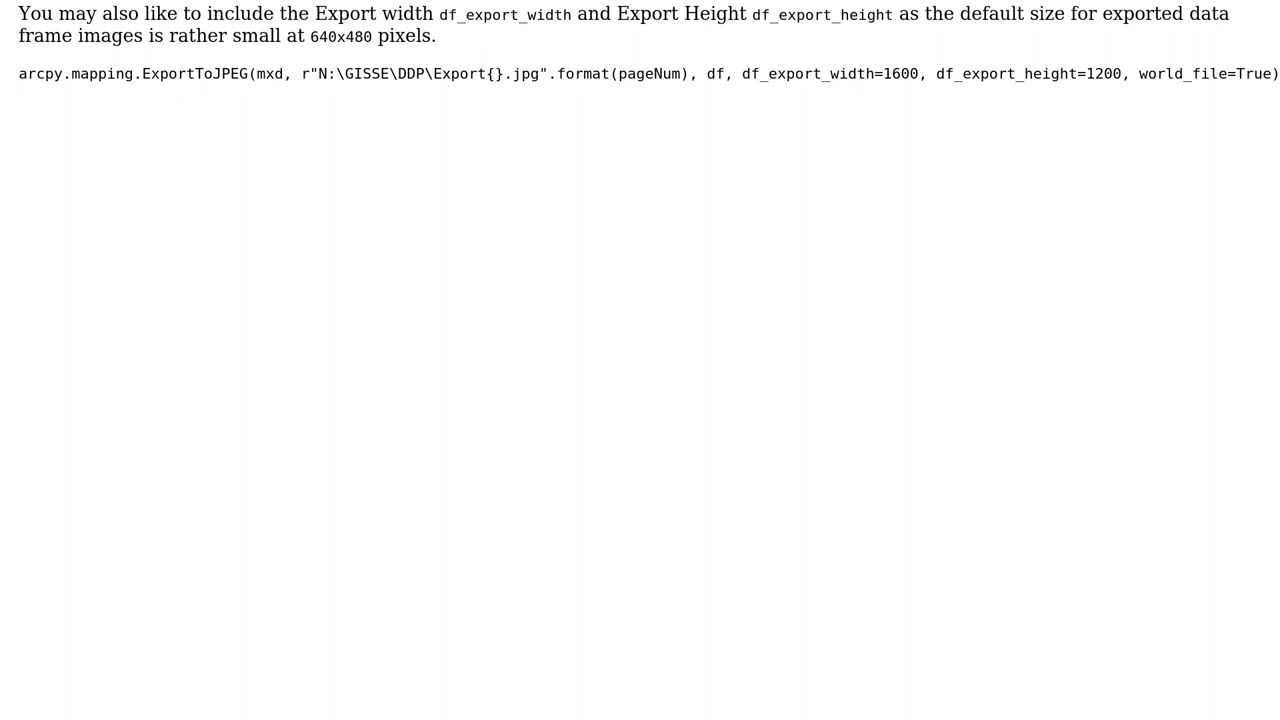 You may also like to include the Export width df_export_width and Export Height df_export_height as the default size for exported data
frame images is rather small at 640x480 pixels.
arcpy.mapping.ExportToJPEG(mxd, r"N:\GISSE\DDP\Export{}.jpg".format(pageNum), df, df_export_width=1600, df_export_height=1200, world_file=True)